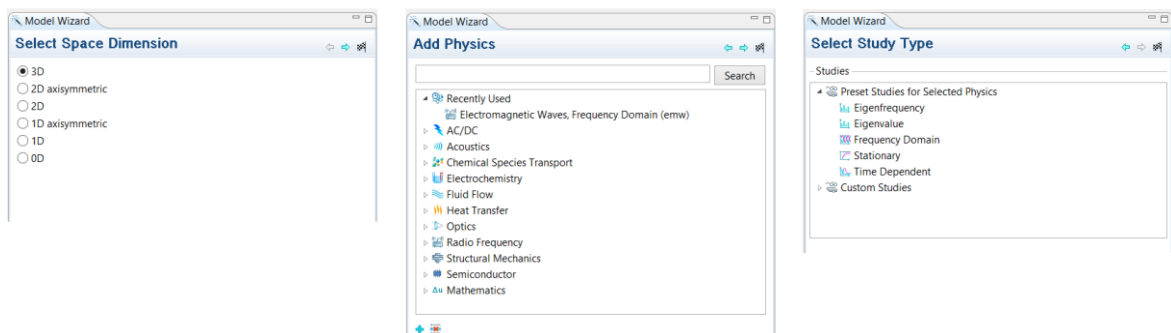 Model Wizard
Select Space Dimension
3D
2D axisymmetric
2D
1D axisymmetric
1D
0D
Model Wizard
Add Physics
Search
Recently Used
Electromagnetic Waves, Frequency Domain (emw)
AC/DC
Acoustics
Chemical Species Transport
Electrochemistry
Fluid Flow
Heat Transfer
Optics
Radio Frequency
Structural Mechanics
Semiconductor
Δu Mathematics
Model Wizard
Select Study Type
Studies
Preset Studies for Selected Physics
Eigenfrequency
Eigenvalue
Frequency Domain
Stationary
Time Dependent
Custom Studies